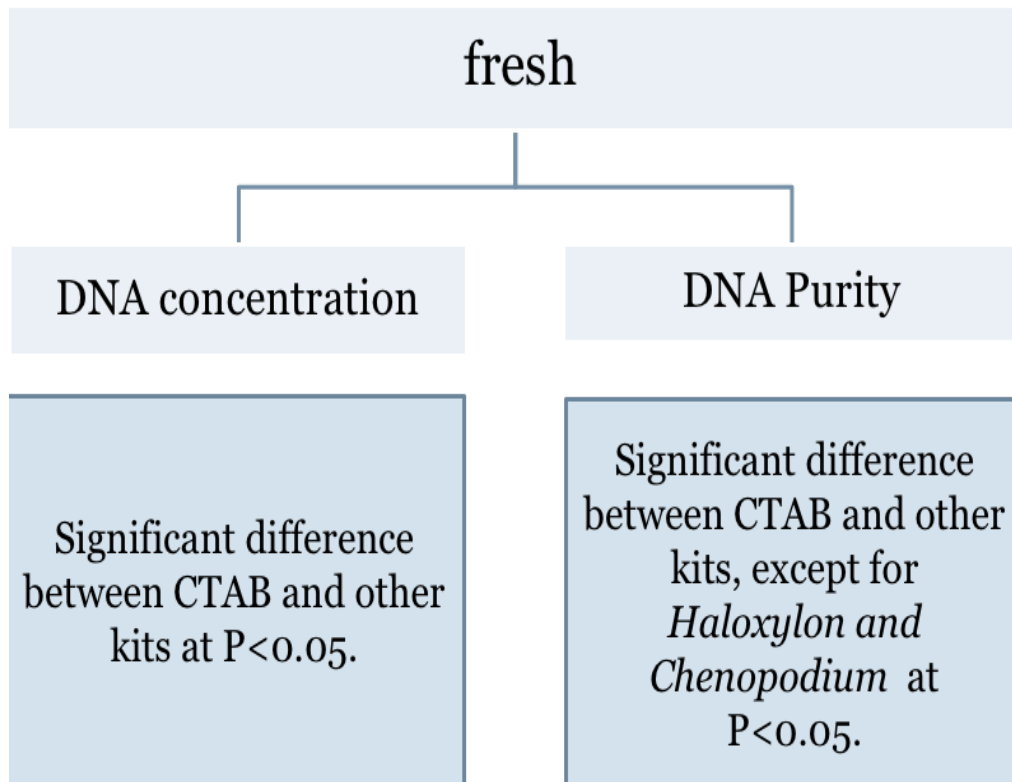 fresh
DNA concentration
DNA Purity
Significant difference
between CTAB and other
kits at P<0.05.
Significant difference
between CTAB and other
kits, except for
Haloxylon and
Chenopodium at
P<0.05.